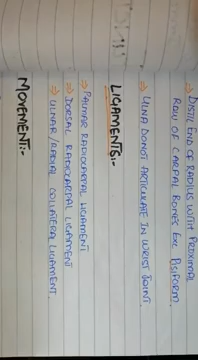 ⇒ DISTAL END OF RADIUS WITH PROXIMAL
ROW OF CARPAL BONES EX PISIFORM.
⇒ ULNA DONOT ARTICULATE IN WRIST JOINT.
LIGAMENTS:-
⇒ PALMAR RADIOCARPAL LIGAMENT
⇒ DORSAL RADIOCARPAL LIGAMENT
⇒ ULNAR / RADIAL COLLATERAL LIGAMENT.
MOVEMENT:-